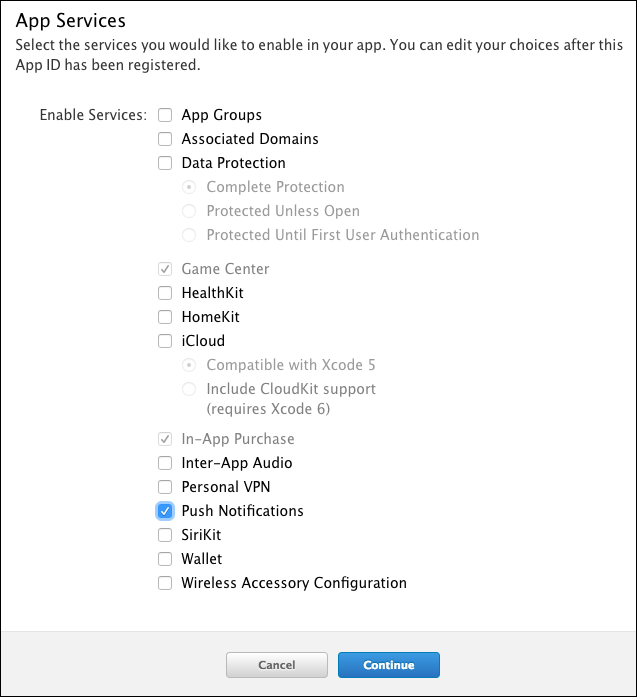 App Services
Select the services you would like to enable in your app. You can edit your choices after this
App ID has been registered.
Enable Services:
App Groups
Associated Domains
Data Protection
Complete Protection
Protected Unless Open
Protected Until First User Authentication
Game Center
HealthKit
HomeKit
iCloud
Compatible with Xcode 5
Include CloudKit support
(requires Xcode 6)
In-App Purchase
Inter-App Audio
Personal VPN
Push Notifications
SiriKit
Wallet
Wireless Accessory Configuration
Cancel
Continue